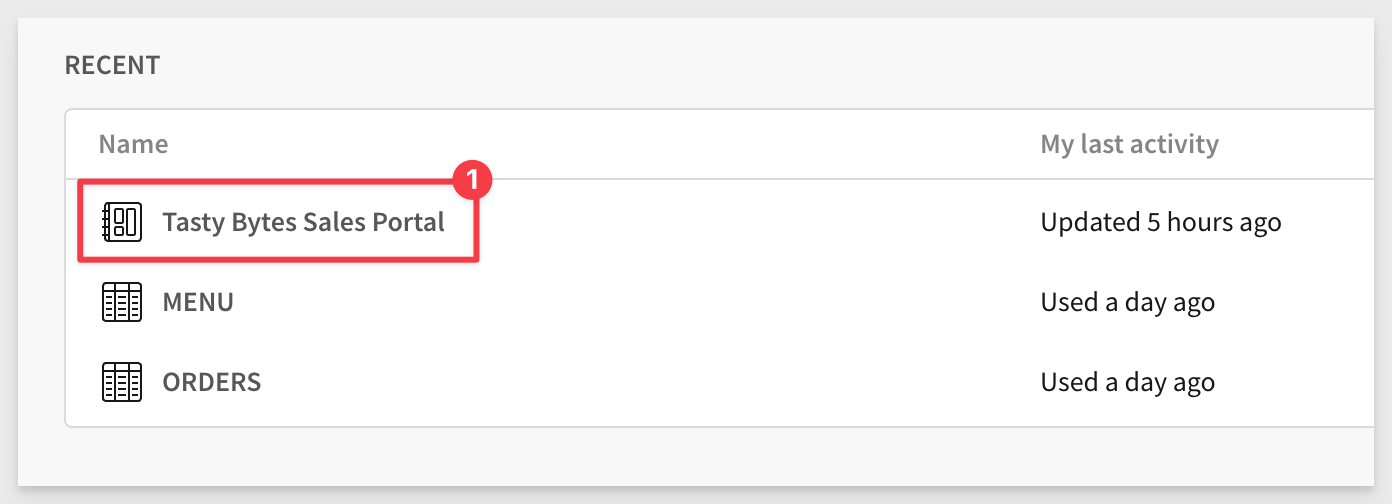 RECENT
Name My last activity
1
Tasty Bytes Sales Portal Updated 5 hours ago
MENU Used a day ago
ORDERS Used a day ago